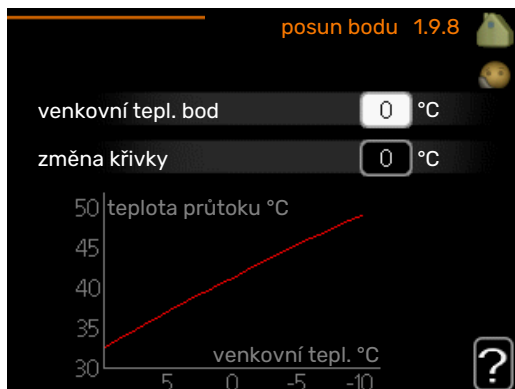 posun bodu 1.9.8
venkovní tepl. bod 0 °C
změna křivky 0 °C
teplota průtoku °C
50
45
40
35
30
venkovní tepl. °C
5 0 -5 -10
?